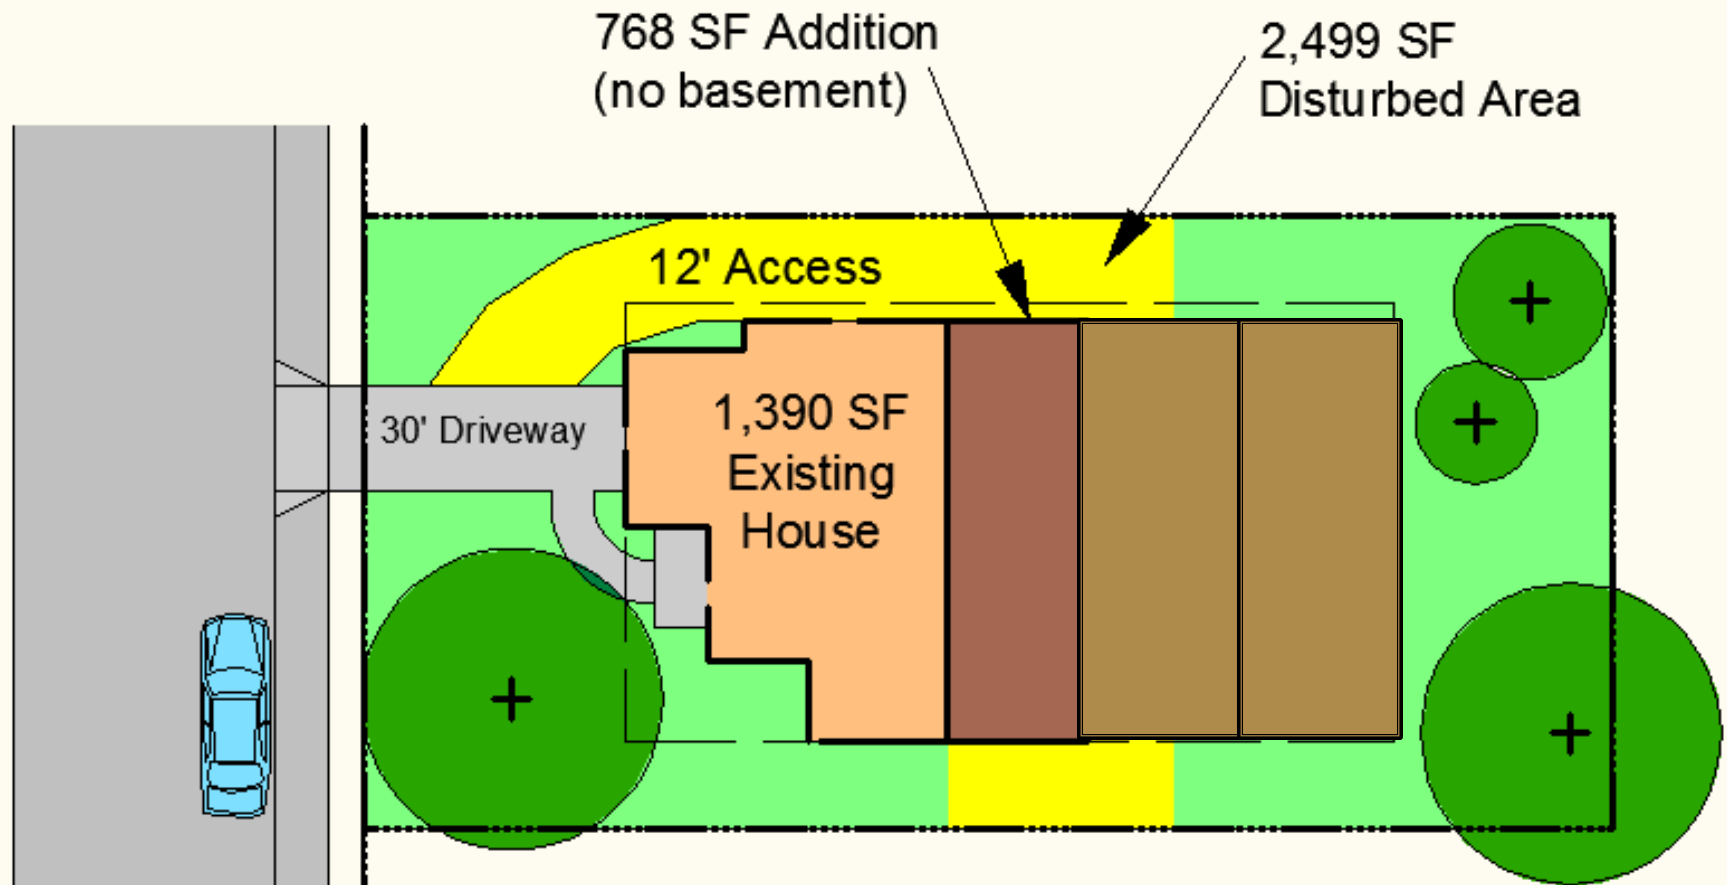 768 SF Addition
(no basement)
2,499 SF
Disturbed Area
12' Access
30' Driveway
1,390 SF
Existing
House